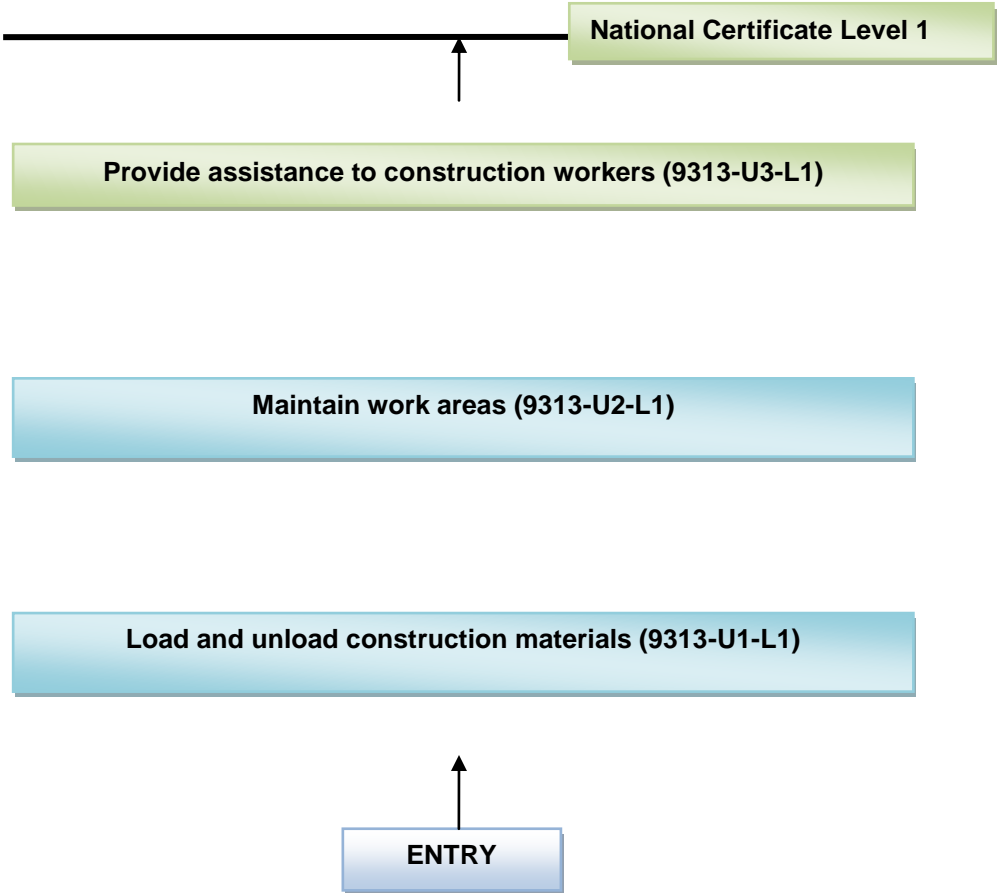 National Certificate Level 1
Provide assistance to construction workers (9313-U3-L1)
Maintain work areas (9313-U2-L1)
Load and unload construction materials (9313-U1-L1)
ENTRY